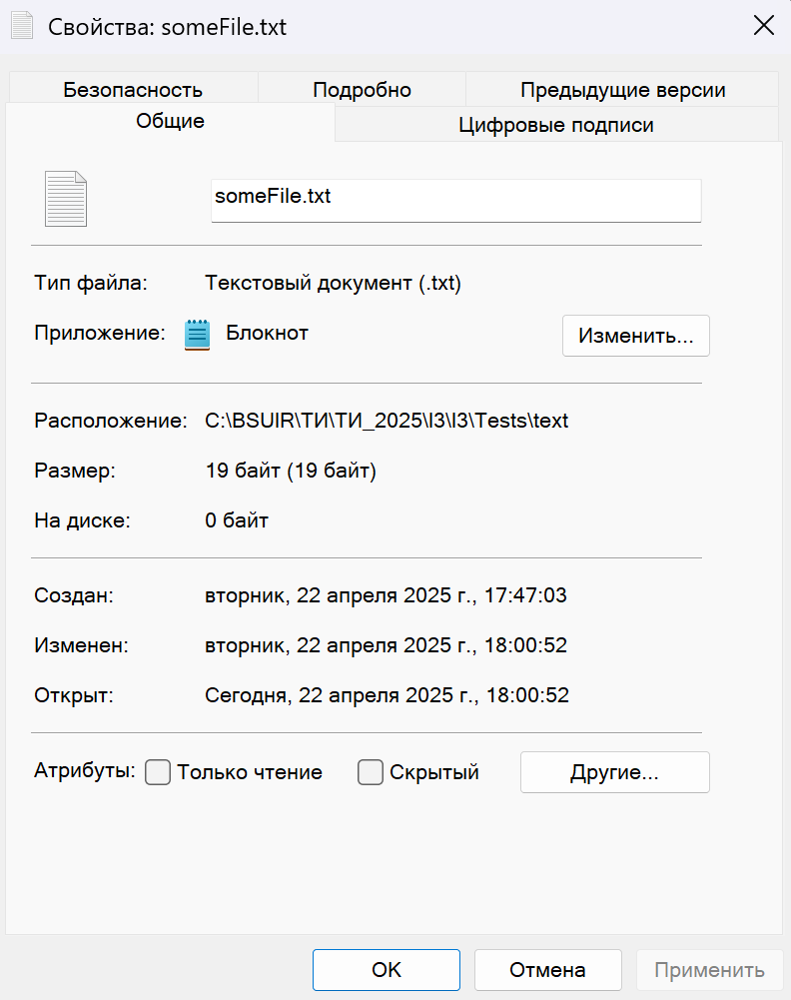 Свойства: someFile.txt
Безопасность Подробно Предыдущие версии
Общие Цифровые подписи
someFile.txt
Тип файла: Текстовый документ (.txt)
Приложение: Блокнот Изменить...
Расположение: C:\BSUIR\ТИ\ТИ_2025\I3\I3\Tests\text
Размер: 19 байт (19 байт)
На диске: 0 байт
Создан: вторник, 22 апреля 2025 г., 17:47:03
Изменен: вторник, 22 апреля 2025 г., 18:00:52
Открыт: Сегодня, 22 апреля 2025 г., 18:00:52
Атрибуты: Только чтение Скрытый Другие...
OK Отмена Применить